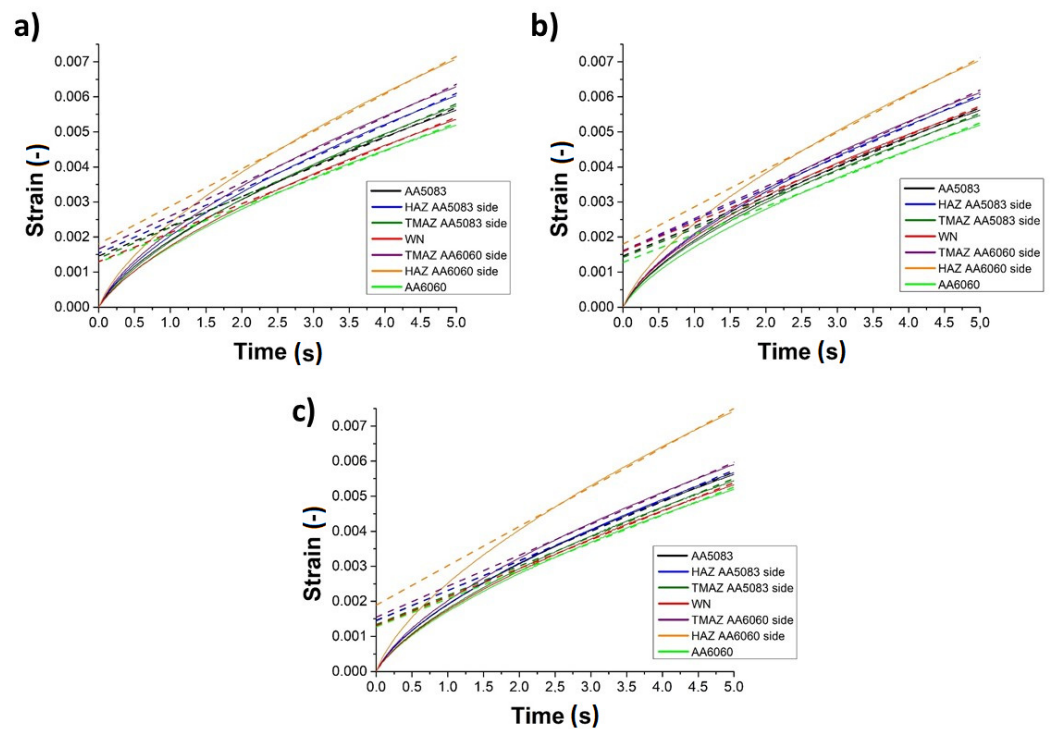 a)
0.007
0.006
0.005
0.004
0.003
0.002
0.001
0.000
Strain (-)
AA5083
HAZ AA5083 side
TMAZ AA5083 side
WN
TMAZ AA6060 side
HAZ AA6060 side
AA6060
0.0 0.5 1.0 1.5 2.0 2.5 3.0 3.5 4.0 4.5 5.0
Time (s)
b)
0.007
0.006
0.005
0.004
0.003
0.002
0.001
0.000
Strain (-)
AA5083
HAZ AA5083 side
TMAZ AA5083 side
WN
TMAZ AA6060 side
HAZ AA6060 side
AA6060
0.0 0.5 1.0 1.5 2.0 2.5 3.0 3.5 4.0 4.5 5,0
Time (s)
c)
0.007
0.006
0.005
0.004
0.003
0.002
0.001
0.000
Strain (-)
AA5083
HAZ AA5083 side
TMAZ AA5083 side
WN
TMAZ AA6060 side
HAZ AA6060 side
AA6060
0.0 0.5 1.0 1.5 2.0 2.5 3.0 3.5 4.0 4.5 5.0
Time (s)